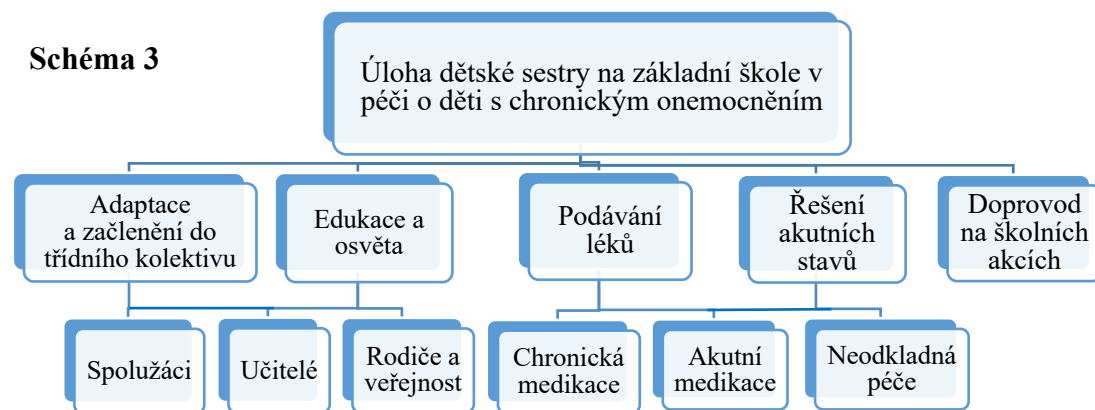 Schéma 3
Úloha dětské sestry na základní škole v
péči o děti s chronickým onemocněním
Adaptace
a začlenění do
třídního kolektivu
Edukace a
osvěta
Podávání
léků
Řešení
akutních
stavů
Doprovod
na školních
akcích
Spolužáci
Učitelé
Rodiče a
veřejnost
Chronická
medikace
Akutní
medikace
Neodkladná
péče